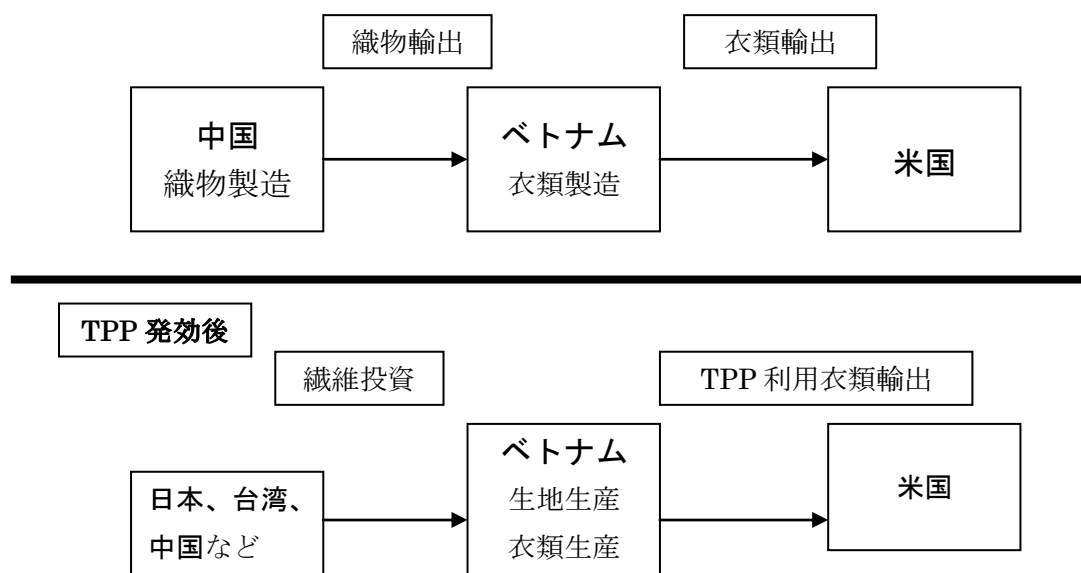 織物輸出
衣類輸出
中国
織物製造
ベトナム
衣類製造
米国
TPP 発効後
繊維投資
TPP 利用衣類輸出
日本、台湾、
中国など
ベトナム
生地生産
衣類生産
米国